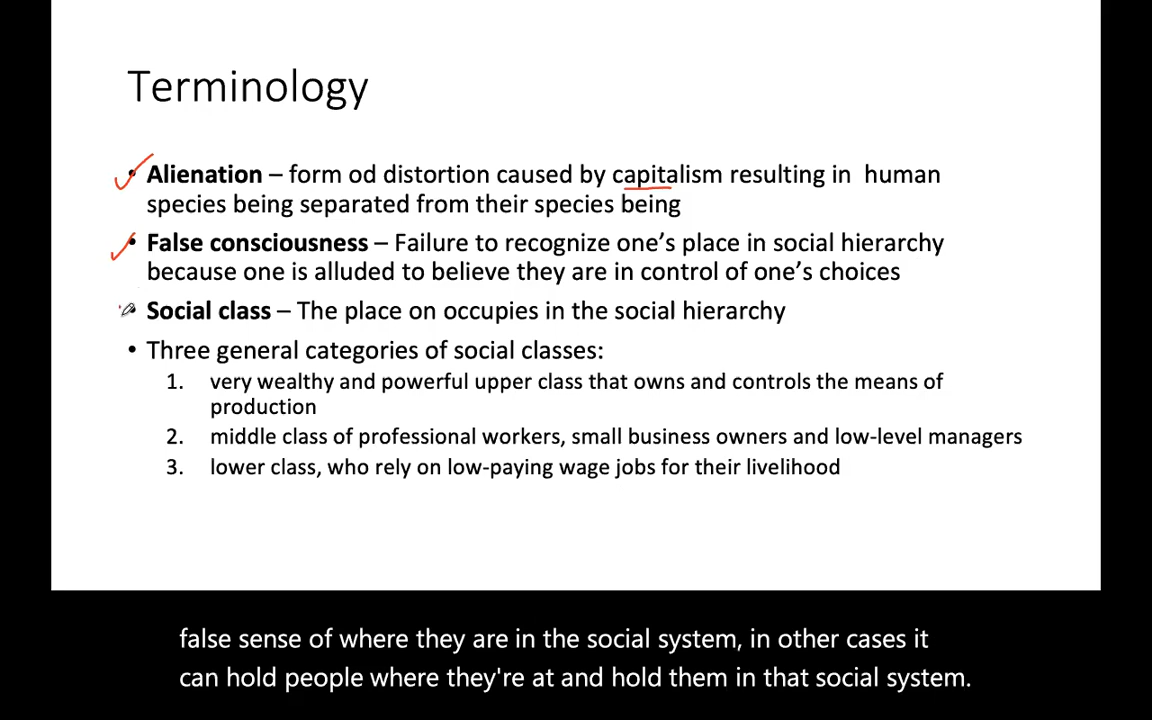 Terminology
• Alienation – form od distortion caused by capitalism resulting in human
species being separated from their species being
• False consciousness – Failure to recognize one's place in social hierarchy
because one is alluded to believe they are in control of one's choices
Social class – The place on occupies in the social hierarchy
• Three general categories of social classes:
1. very wealthy and powerful upper class that owns and controls the means of
production
2. middle class of professional workers, small business owners and low-level managers
3. lower class, who rely on low-paying wage jobs for their livelihood
false sense of where they are in the social system, in other cases it
can hold people where they're at and hold them in that social system.